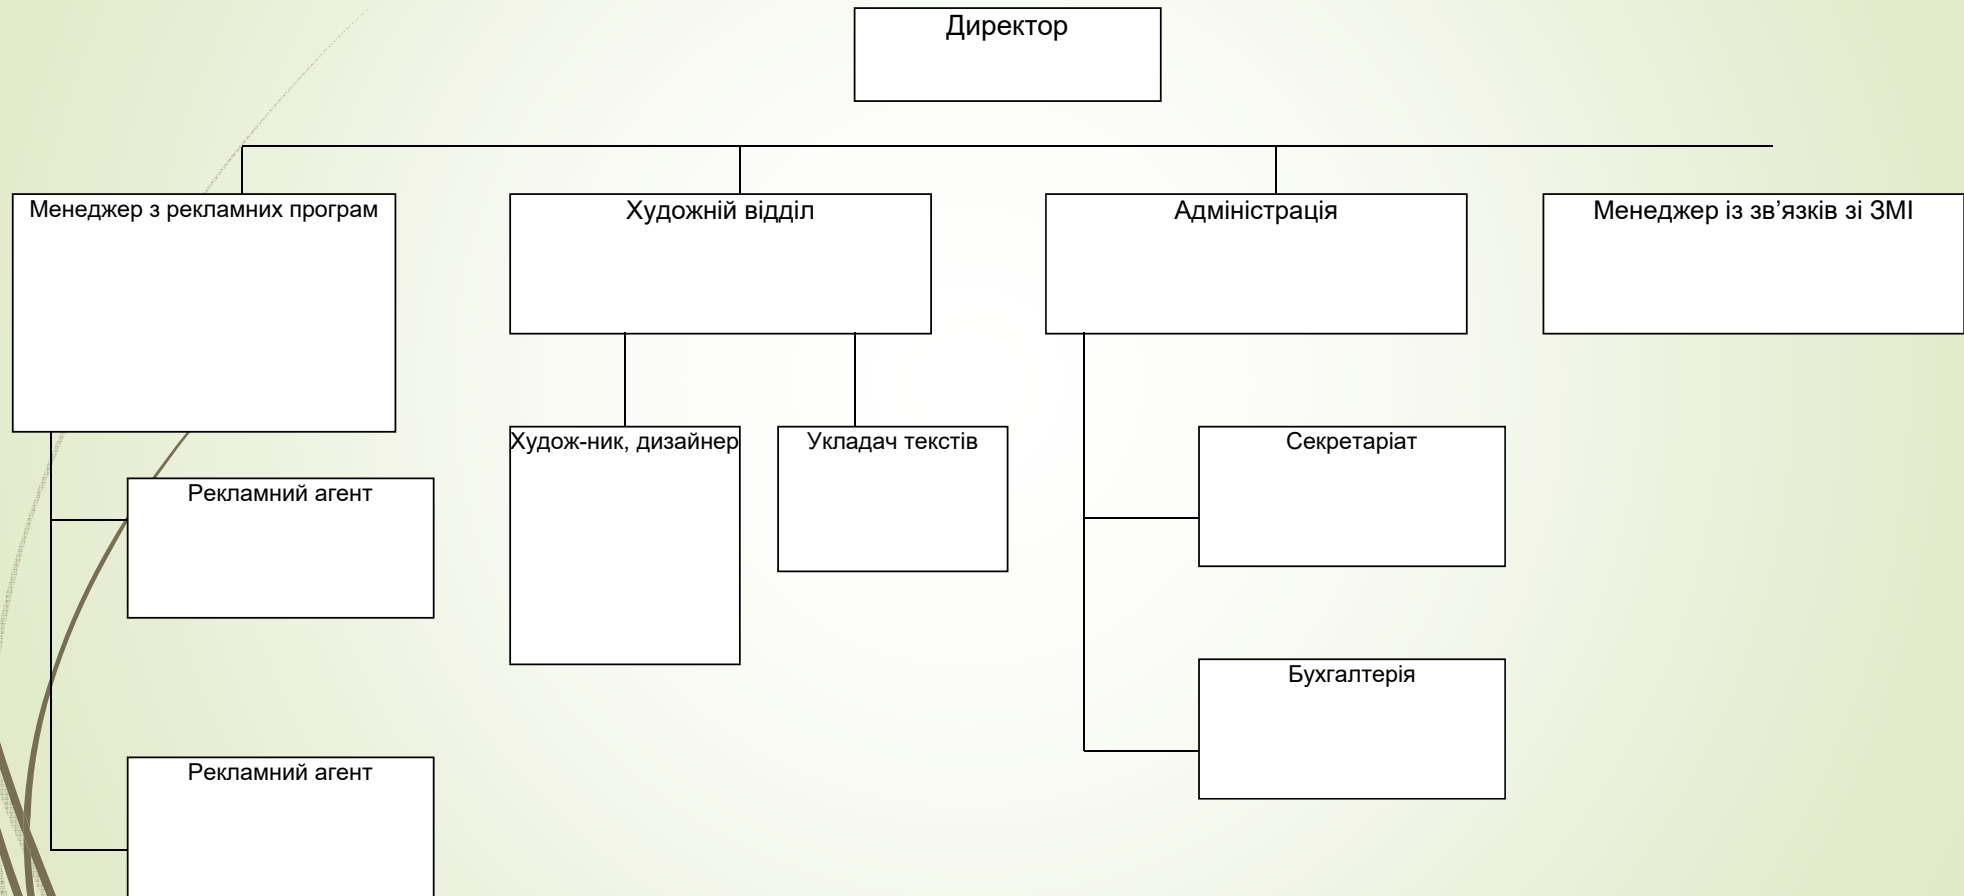 Директор
Менеджер з рекламних програм
Художній відділ
Адміністрація
Менеджер із зв’язків зі ЗМІ
Худож-ник, дизайнер
Укладач текстів
Секретаріат
Рекламний агент
Бухгалтерія
Рекламний агент